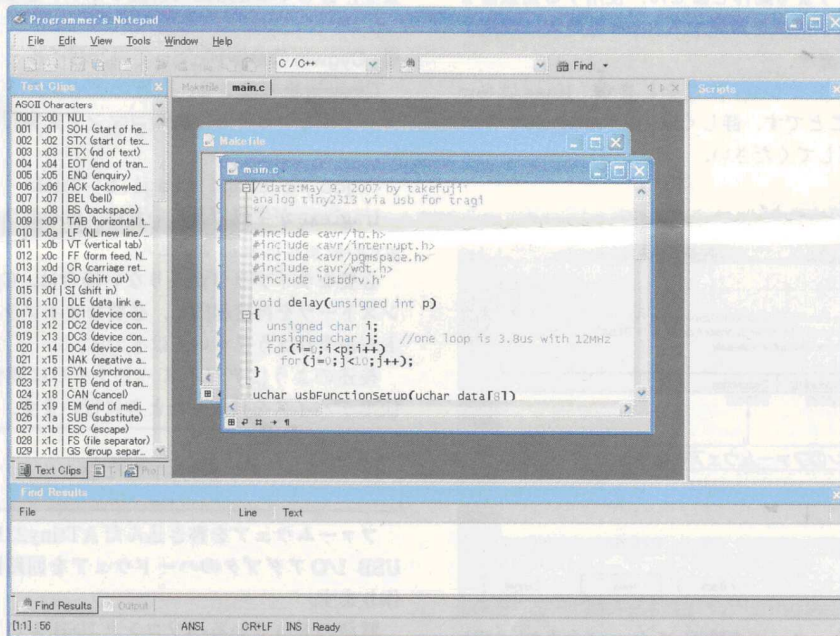 Programmer's Notepad
File Edit View Tools Window Help
C / C++
Find
Text Clips
Makefile main.c
Scripts
ASCII Characters
000 | x00 | NUL
001 | x01 | SOH (start of he...
002 | x02 | STX (start of tex...
003 | x03 | ETX (nd of text)
004 | x04 | EOT (end of tran...
005 | x05 | ENQ (enquiry)
006 | x06 | ACK (acknowled...
007 | x07 | BEL (bell)
008 | x08 | BS (backspace)
009 | x09 | TAB (horizontal t...
010 | x0a | LF (NL new line/...
011 | x0b | VT (vertical tab)
012 | x0c | FF (form feed, N...
013 | x0d | CR (carriage ret...
014 | x0e | SO (shift out)
015 | x0f | SI (shift in)
016 | x10 | DLE (data link e...
017 | x11 | DC1 (device con...
018 | x12 | DC2 (device con...
019 | x13 | DC3 (device con...
020 | x14 | DC4 (device con...
021 | x15 | NAK (negative a...
022 | x16 | SYN (synchronou...
023 | x17 | ETB (end of tran...
024 | x18 | CAN (cancel)
025 | x19 | EM (end of medi...
026 | x1a | SUB (substitute)
027 | x1b | ESC (escape)
028 | x1c | FS (file separator)
029 | x1d | GS (group separ...
Text Clips
Makefile
main.c
/*date:May 9, 2007 by takefuji
analog tiny2313 via usb for tragi
*/
#include <avr/io.h>
#include <avr/interrupt.h>
#include <avr/pgmspace.h>
#include <avr/wdt.h>
#include "usbdrv.h"
void delay(unsigned int p)
{
unsigned char i;
unsigned char j; //one loop is 3.8us with 12MHz
for(i=0;i<p;i++)
for(j=0;j<10;j++);
}
uchar usbFunctionSetup(uchar data[8])
Find Results
File Line Text
Find Results Output
[1:1] : 56 ANSI CR+LF INS Ready